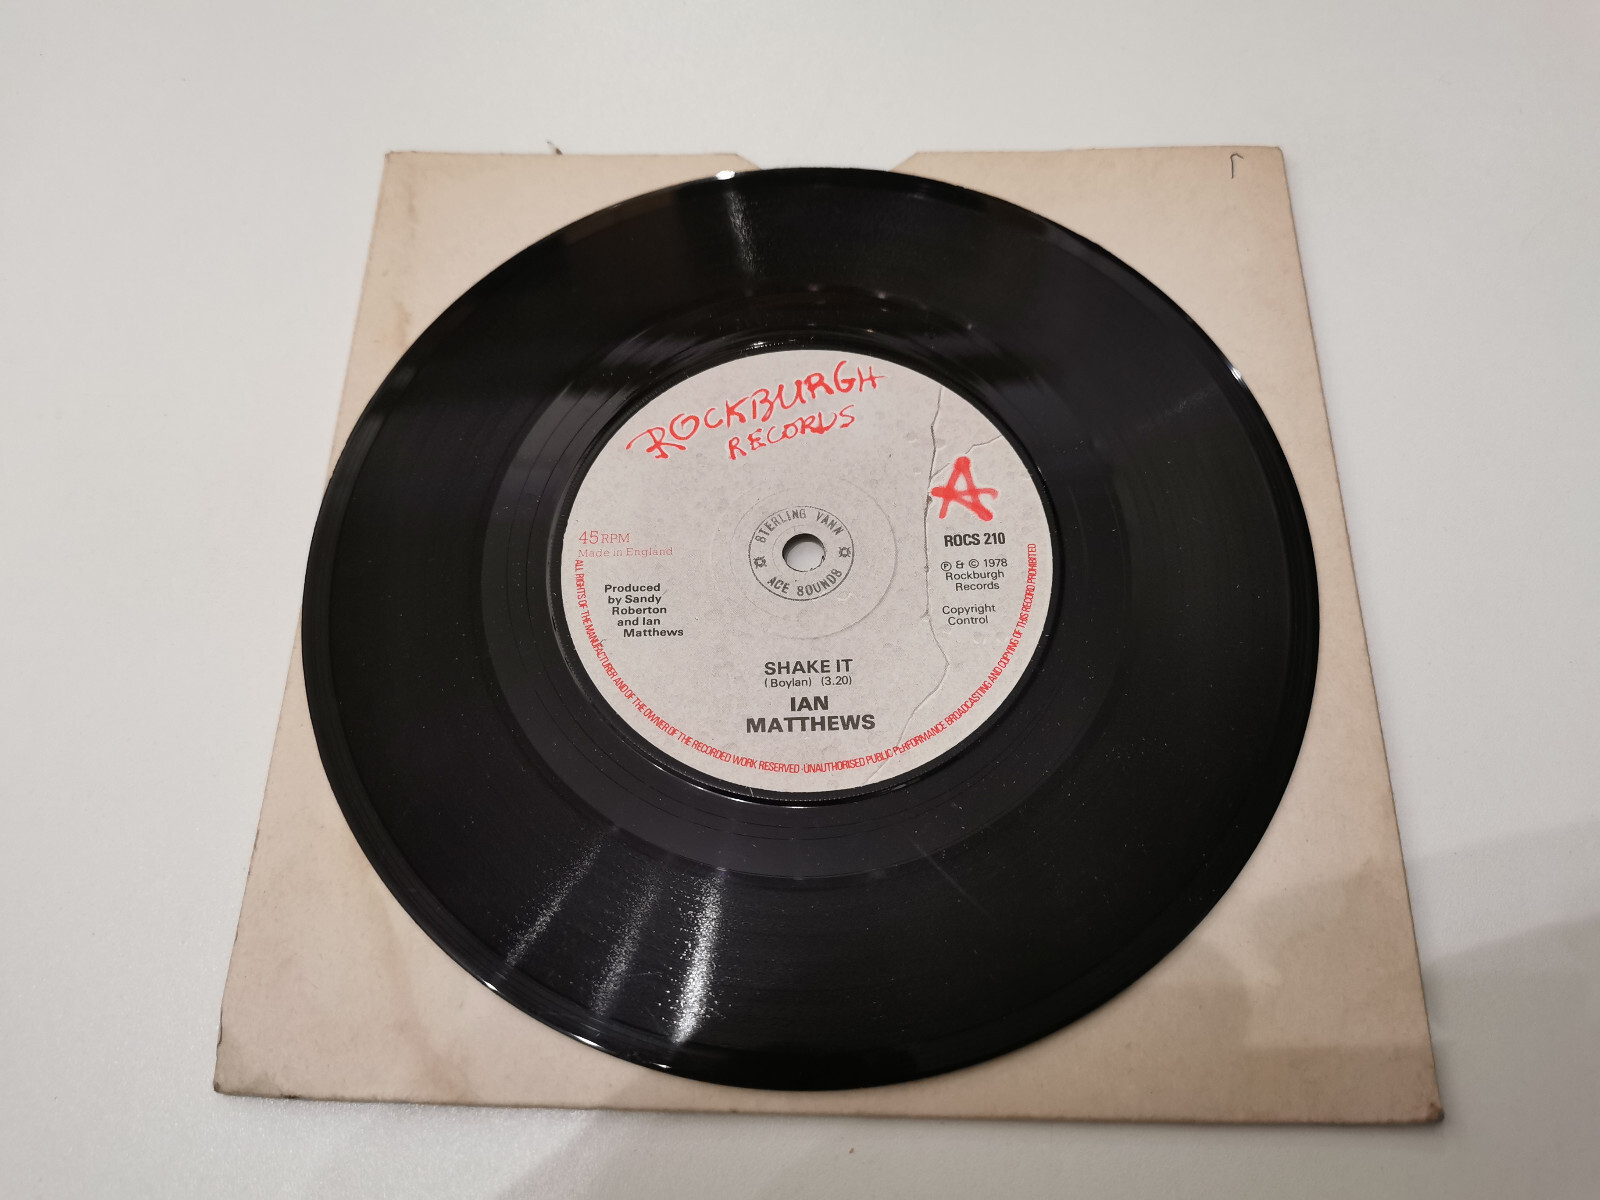 ROCKBURGH
RECORDS
A
STERLING VANN
ACE SOUNDS
45 RPM
Made in England
Produced
by Sandy
Roberton
and Ian
Matthews
ROCS 210
℗ & © 1978
Rockburgh
Records
Copyright
Control
SHAKE IT
(Boylan) (3.20)
IAN
MATTHEWS
ALL RIGHTS OF THE MANUFACTURER AND OF THE OWNER OF THE RECORDED WORK RESERVED · UNAUTHORISED PUBLIC PERFORMANCE BROADCASTING AND COPYING OF THIS RECORD PROHIBITED